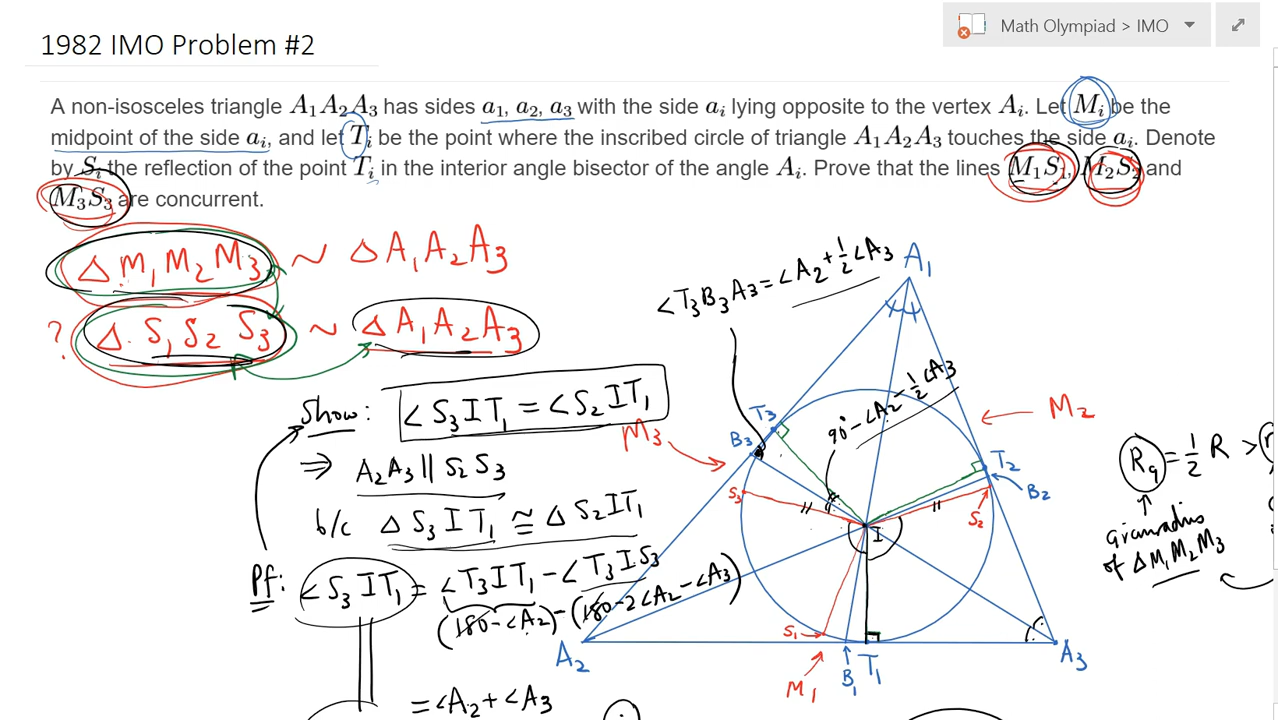 Math Olympiad > IMO
1982 IMO Problem #2
A non-isosceles triangle A₁A₂A₃ has sides a₁, a₂, a₃ with the side aᵢ lying opposite to the vertex Aᵢ. Let Mᵢ be the
midpoint of the side aᵢ, and let Tᵢ be the point where the inscribed circle of triangle A₁A₂A₃ touches the side aᵢ. Denote
by Sᵢ the reflection of the point Tᵢ in the interior angle bisector of the angle Aᵢ. Prove that the lines M₁S₁, M₂S₂ and
M₃S₃ are concurrent.
△ M₁M₂M₃ ~ △ A₁A₂A₃
? △ S₁S₂S₃ ~ △ A₁A₂A₃
Show: ∠S₃IT₁ = ∠S₂IT₁
⇒ A₂A₃ ∥ S₂S₃
b/c △ S₃IT₁ ≅ △ S₂IT₁
Pf: ∠S₃IT₁ = ∠T₃IT₁ - ∠T₃IS₃
(180-∠A₂) - (180-2∠A₂-∠A₃)
= ∠A₂ + ∠A₃
∠T₃B₃A₃ = ∠A₂ + ½∠A₃
A₁
90° - ∠A₂ - ½∠A₃
T₃
B₃
M₃
S₃
M₂
T₂
B₂
S₂
I
S₁
A₂
M₁
B₁
T₁
A₃
R₉ = ½ R >
Circumradius
of △M₁M₂M₃